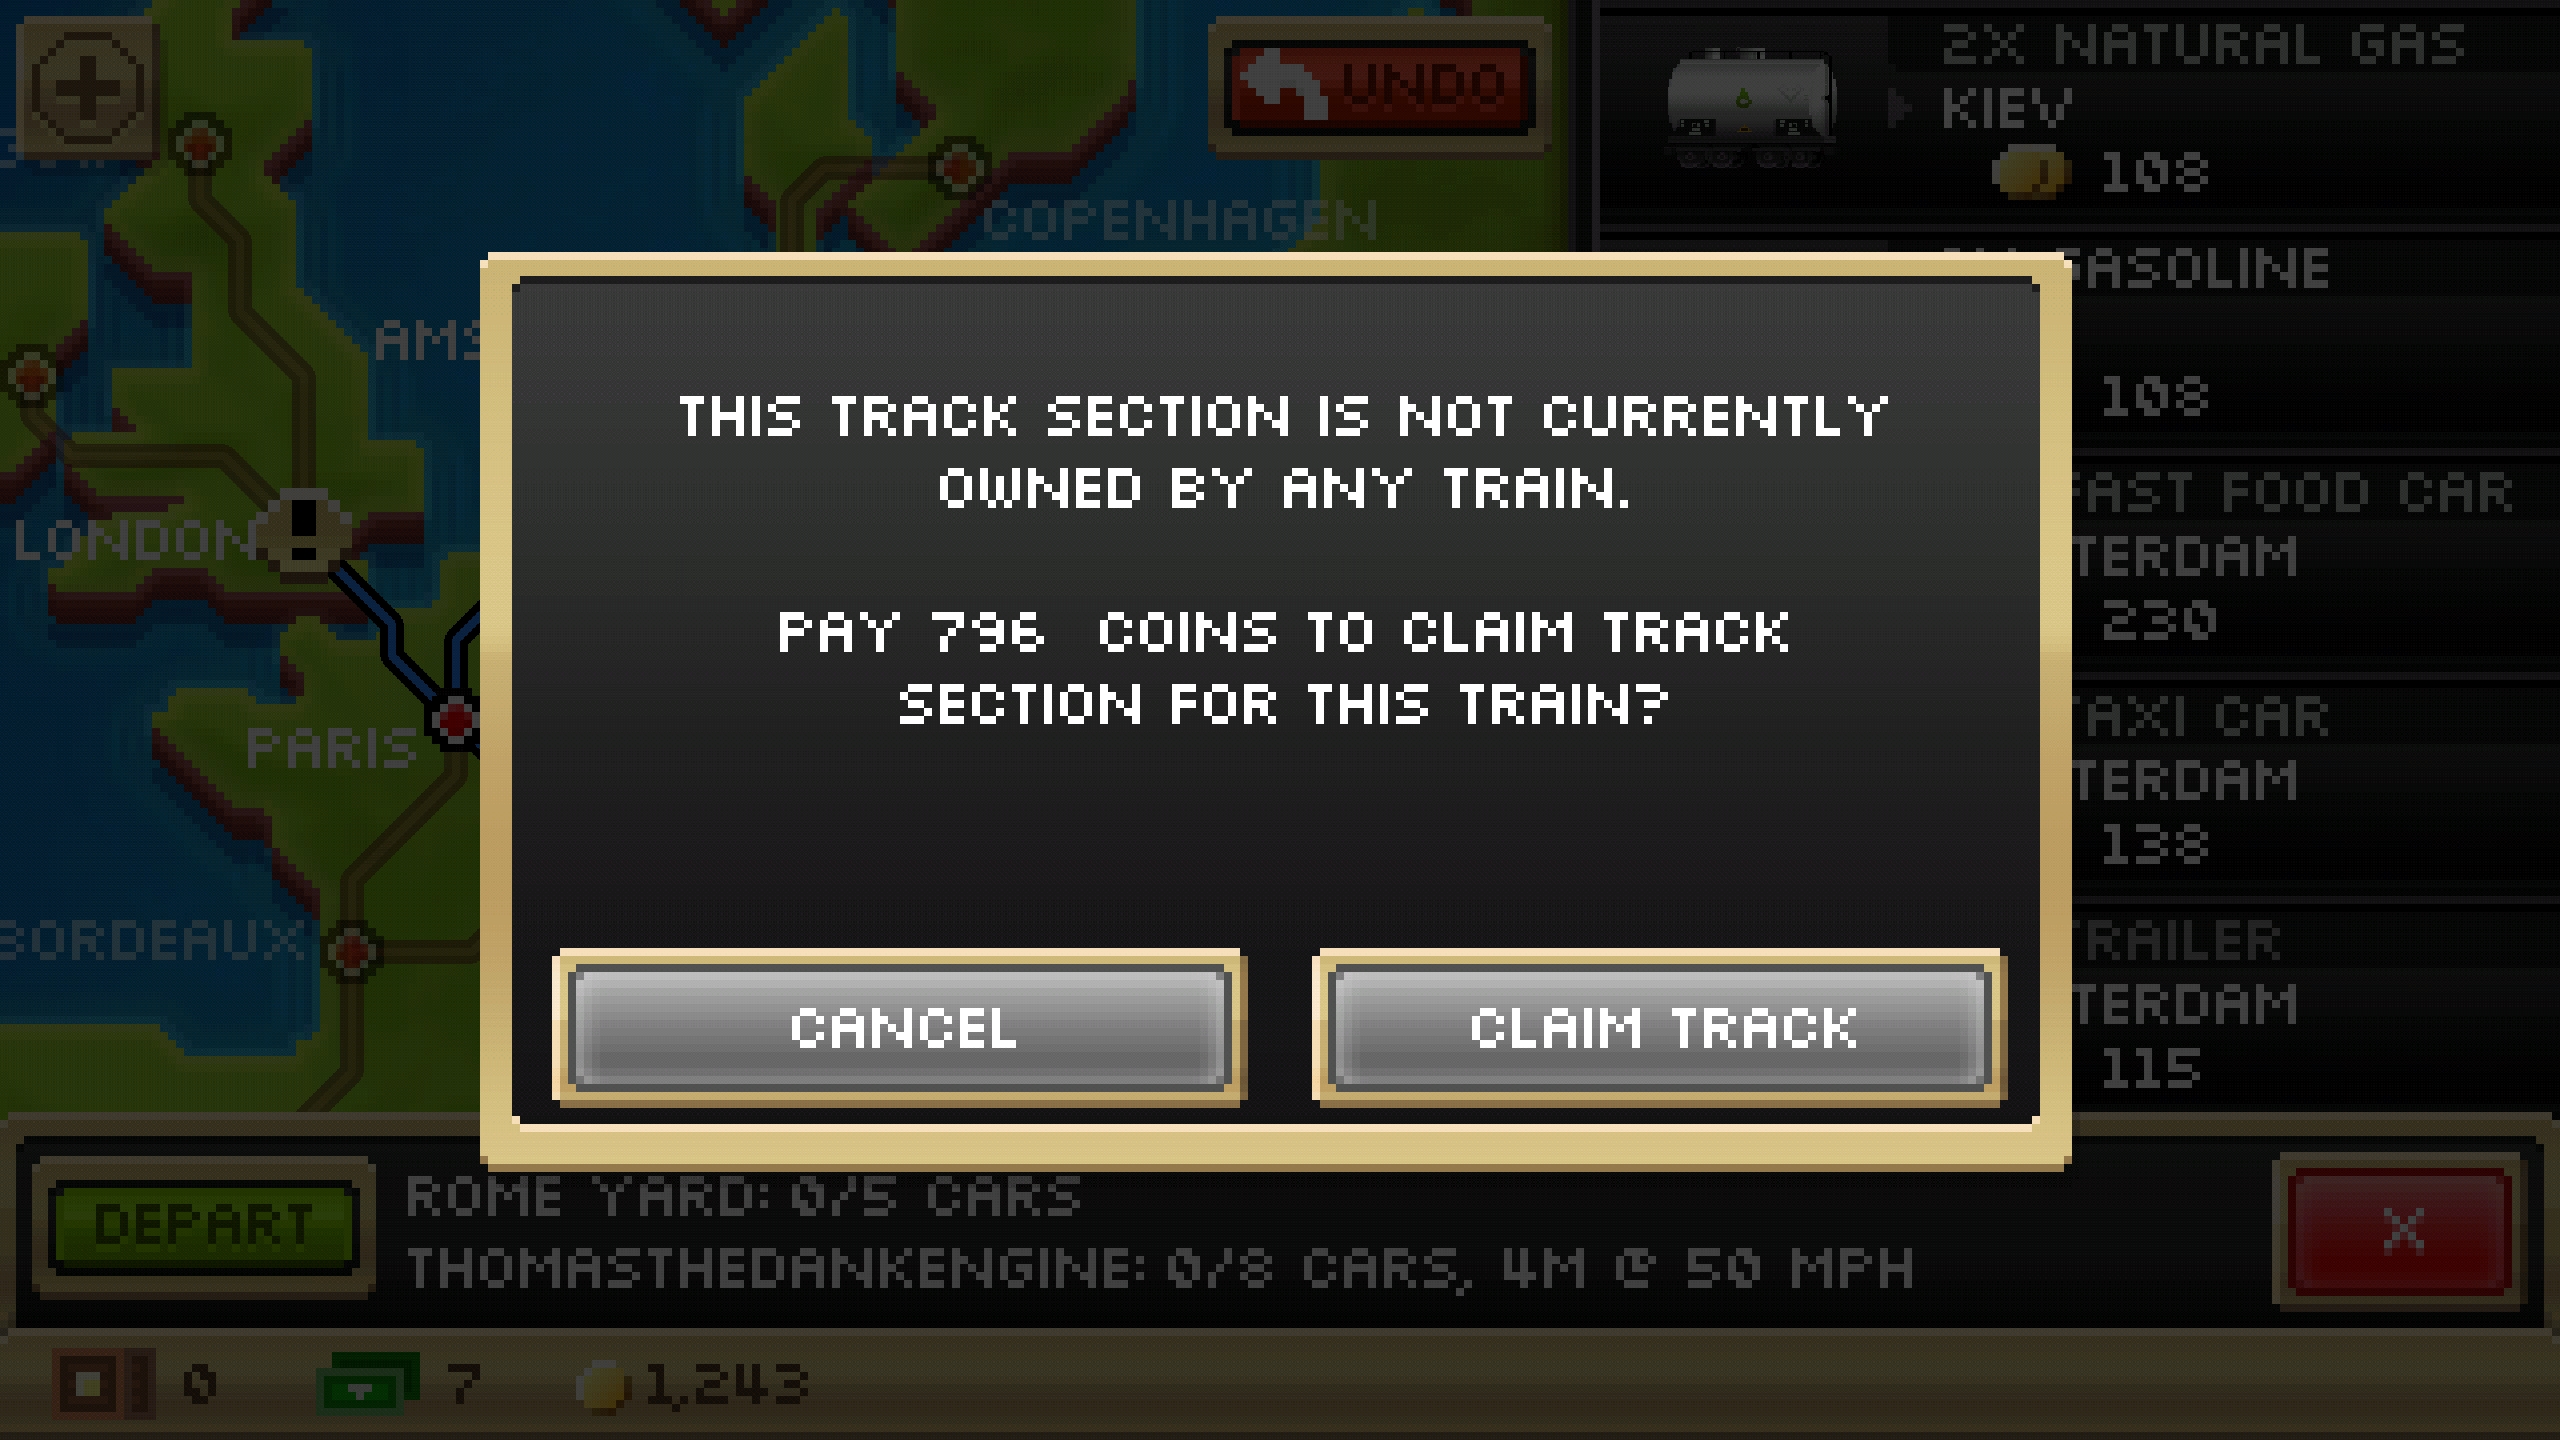 UNDO
2X NATURAL GAS
KIEV
108
COPENHAGEN
GASOLINE
AMS
108
THIS TRACK SECTION IS NOT CURRENTLY
OWNED BY ANY TRAIN.
FAST FOOD CAR
LONDON
TERDAM
230
PAY 796 COINS TO CLAIM TRACK
SECTION FOR THIS TRAIN?
PARIS
TAXI CAR
TERDAM
138
BORDEAUX
TRAILER
TERDAM
115
CANCEL
CLAIM TRACK
DEPART
ROME YARD: 0/5 CARS
THOMASTHEDANKENGINE: 0/8 CARS, 4M @ 50 MPH
X
0 7 1,243